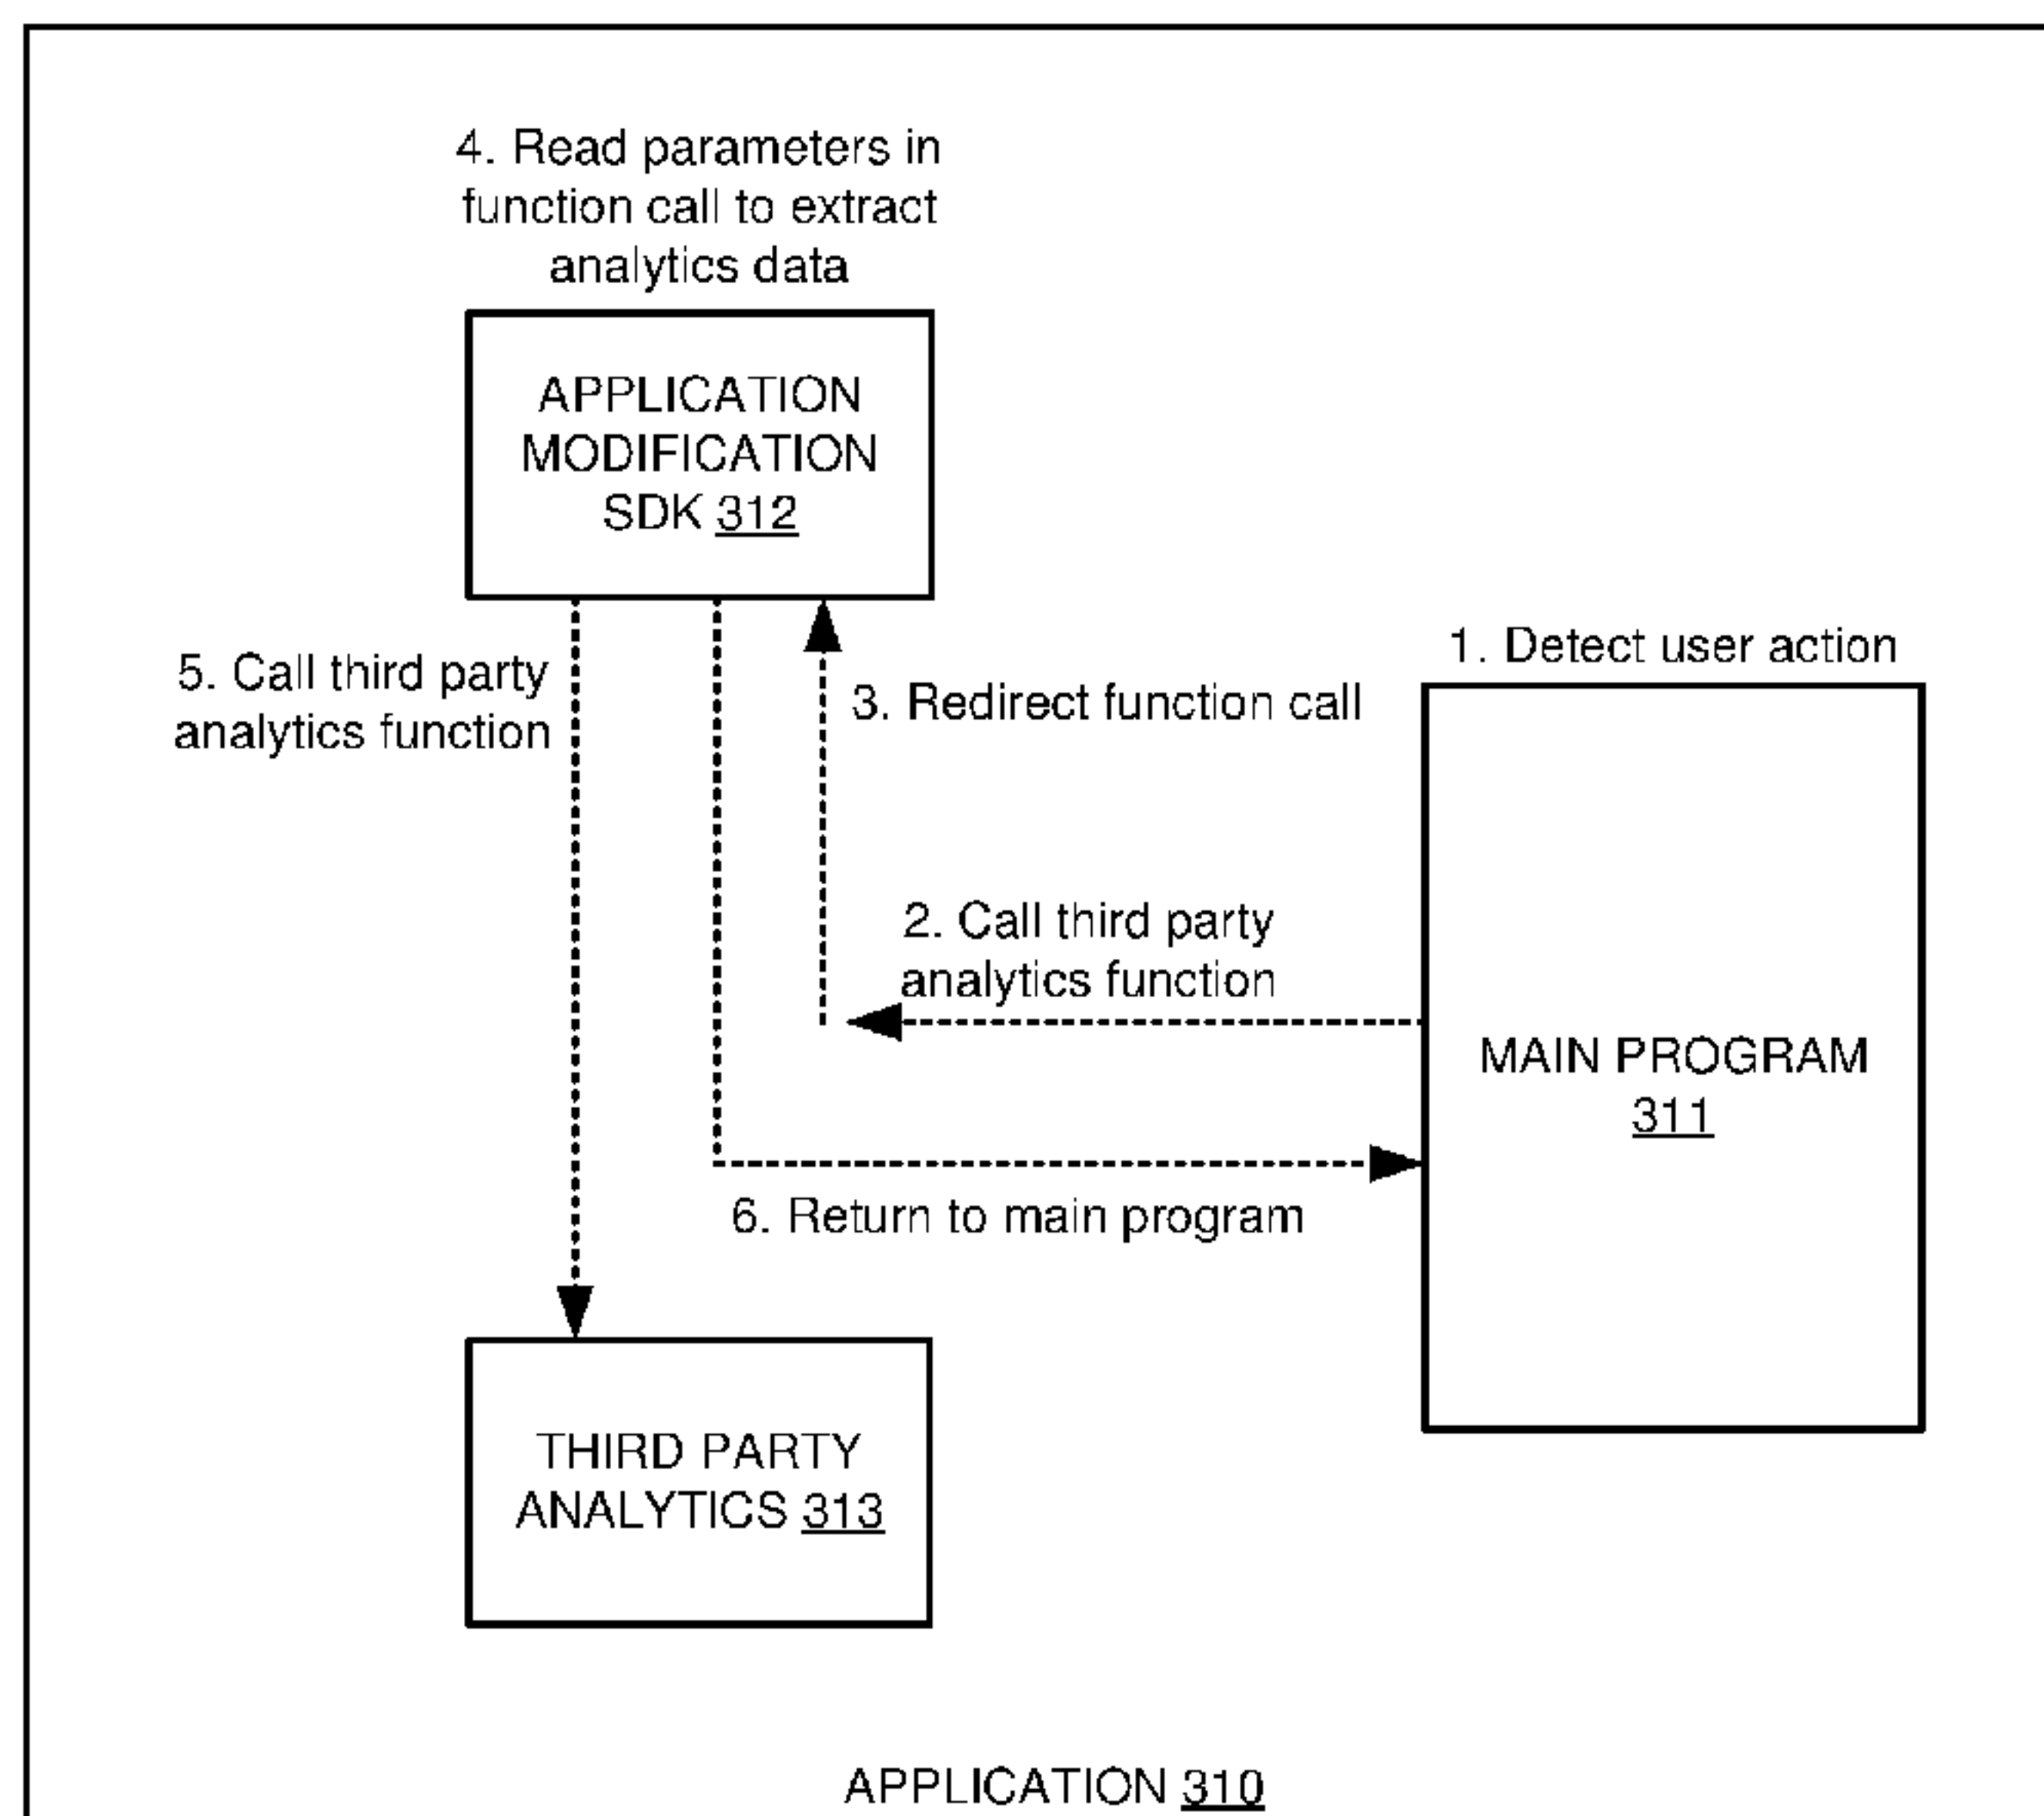 4. Read parameters in
function call to extract
analytics data
APPLICATION
MODIFICATION
SDK 312
5. Call third party
analytics function
3. Redirect function call
1. Detect user action
2. Call third party
analytics function
MAIN PROGRAM
311
6. Return to main program
THIRD PARTY
ANALYTICS 313
APPLICATION 310